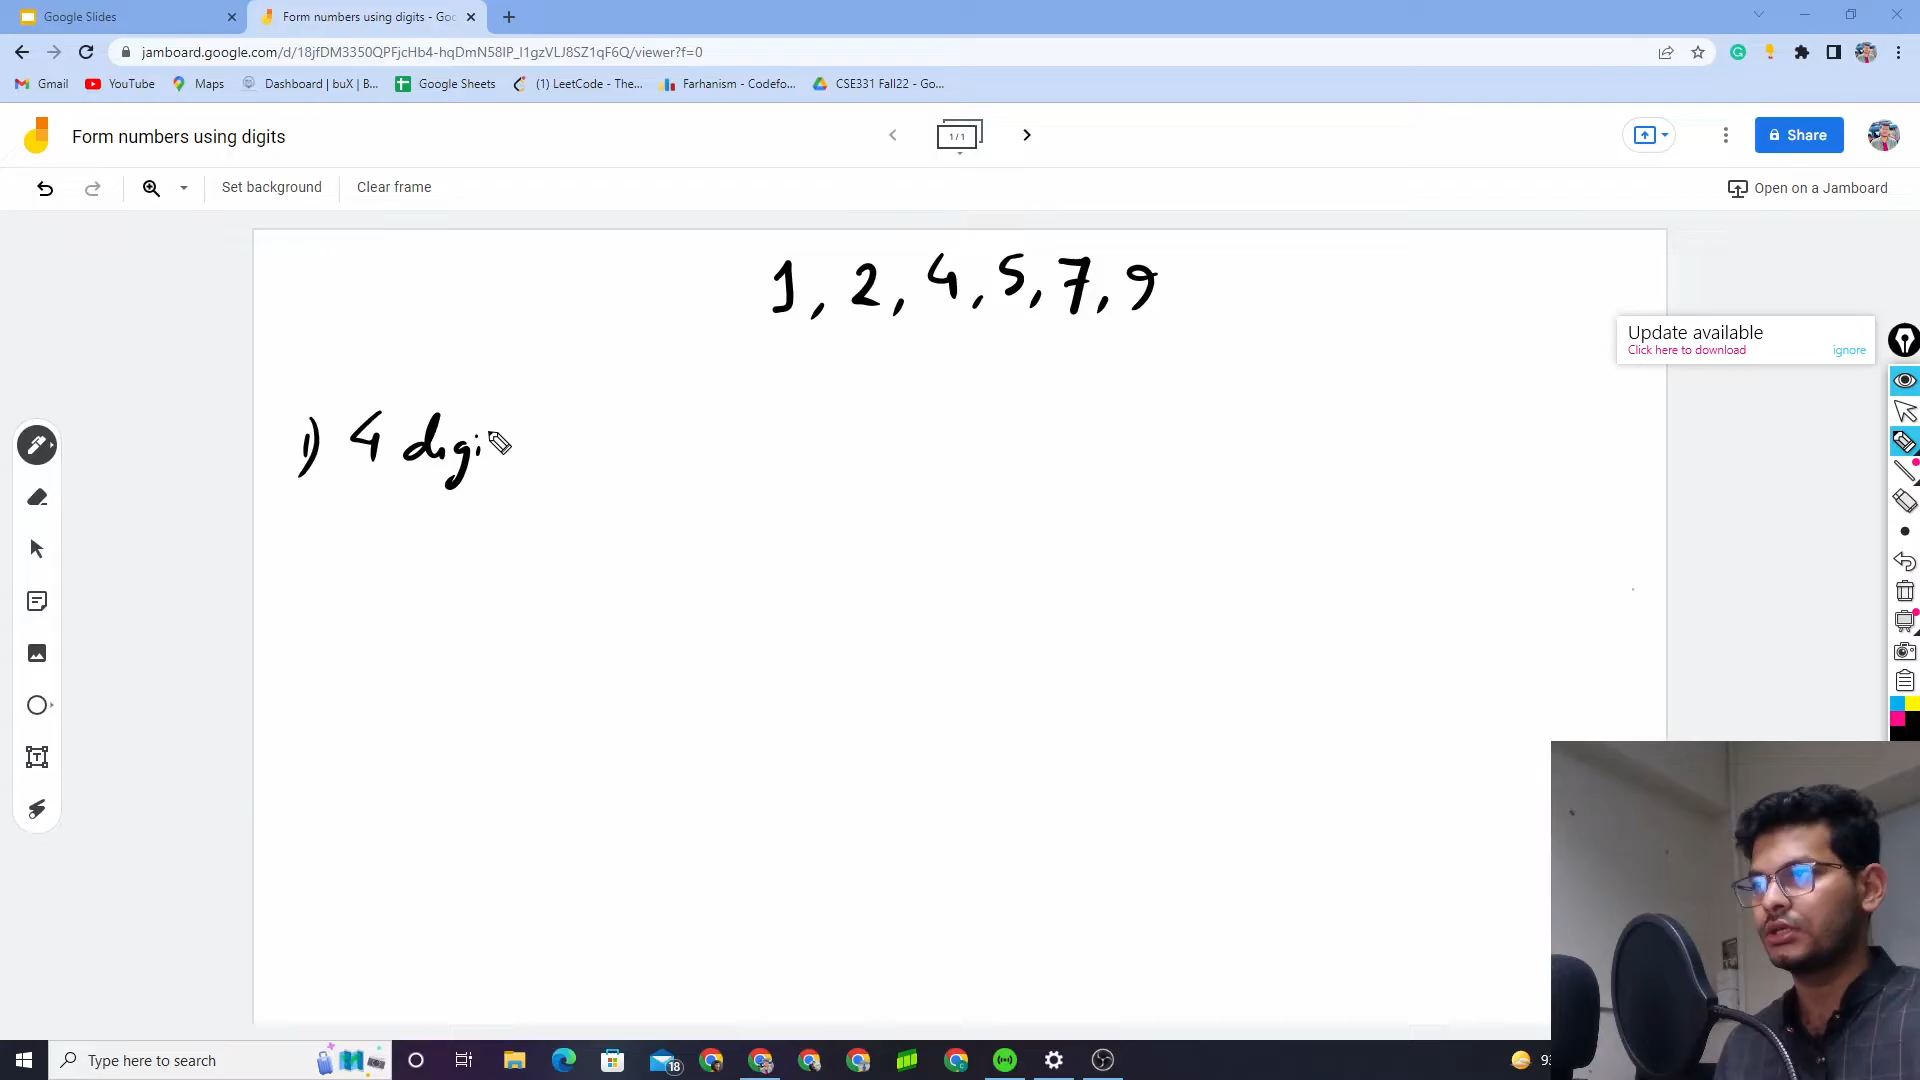 Google Slides
Form numbers using digits - Goo
jamboard.google.com/d/18jfDM3350QPFjcHb4-hqDmN58IP_l1gzVLJ8SZ1qF6Q/viewer?f=0
Gmail YouTube Maps Dashboard | buX | B... Google Sheets (1) LeetCode - The... Farhanism - Codefo... CSE331 Fall22 - Go...
Form numbers using digits
1 / 1
Share
Set background Clear frame
Open on a Jamboard
1, 2, 4, 5, 7, 9
Update available
Click here to download ignore
1) 4 digi
Type here to search
18